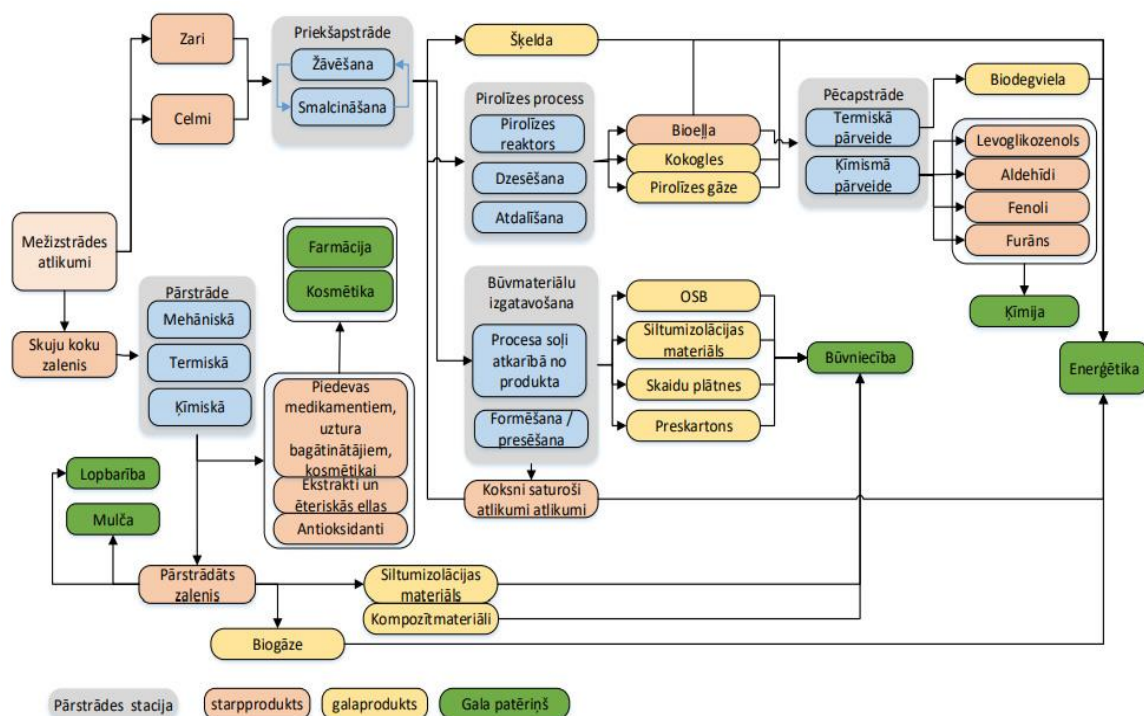 Zari
Celmi
Priekšapstrāde
Žāvēšana
Smalcināšana
Šķelda
Pirolīzes process
Pirolīzes
reaktors
Dzesēšana
Atdalīšana
Bioeļļa
Kokogles
Pirolīzes gāze
Pēcapstrāde
Termiskā
pārveide
Ķīmismā
pārveide
Biodegviela
Levoglikozenols
Aldehīdi
Fenoli
Furāns
Ķīmija
Enerģētika
Mežizstrādes
atlikumi
Skuju koku
zalenis
Pārstrāde
Mehāniskā
Termiskā
Ķīmiskā
Farmācija
Kosmētika
Piedevas
medikamentiem,
uztura
bagātinātājiem,
kosmētikai
Ekstrakti un
ēteriskās ellas
Antioksidanti
Būvmateriālu
izgatavošana
Procesa soļi
atkarībā no
produkta
Formēšana /
presēšana
OSB
Siltumizolācijas
materiāls
Skaidu plātnes
Preskartons
Būvniecība
Koksni saturoši
atlikumi atlikumi
Lopbarība
Mulča
Pārstrādāts
zalenis
Siltumizolācijas
materiāls
Kompozītmateriāli
Biogāze
Pārstrādes stacija
starpprodukts
galaprodukts
Gala patēriņš